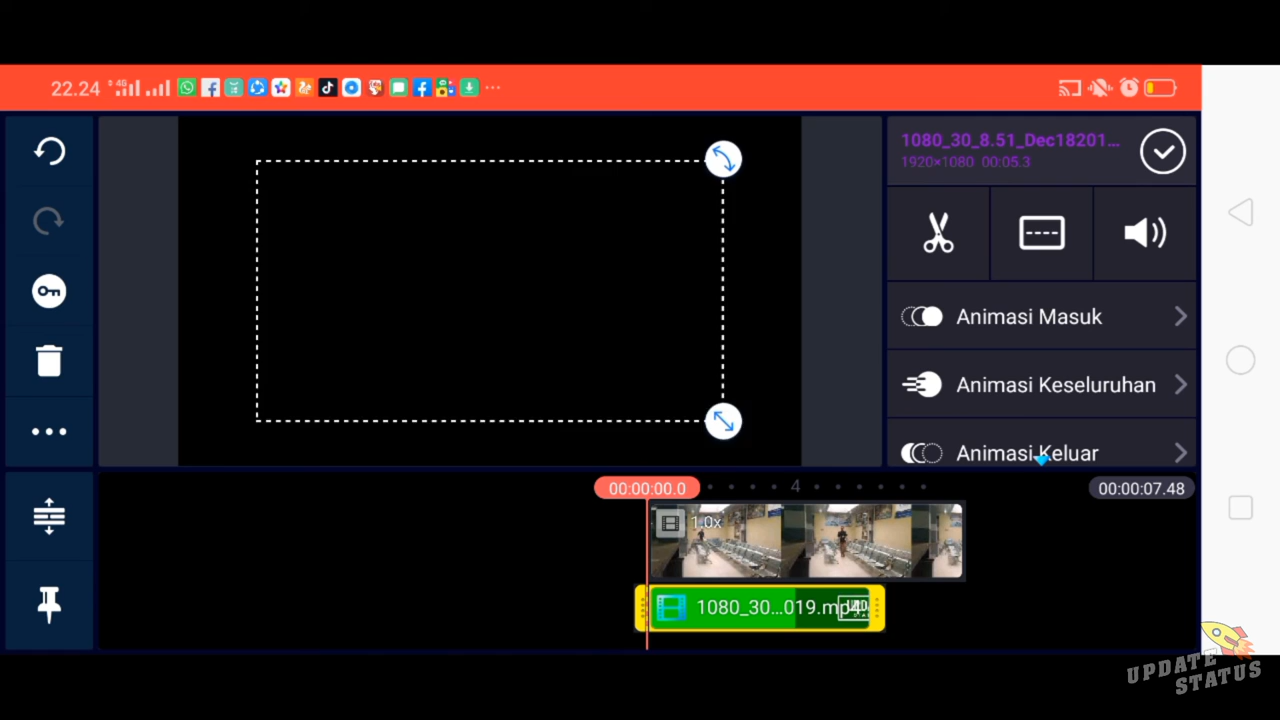 22.24
4G
1080_30_8.51_Dec18201...
1920×1080 00:05.3
Animasi Masuk
Animasi Keseluruhan
Animasi Keluar
00:00:00.0
4
00:00:07.48
1.0x
1080_30...019.mp4
UPDATE
STATUS